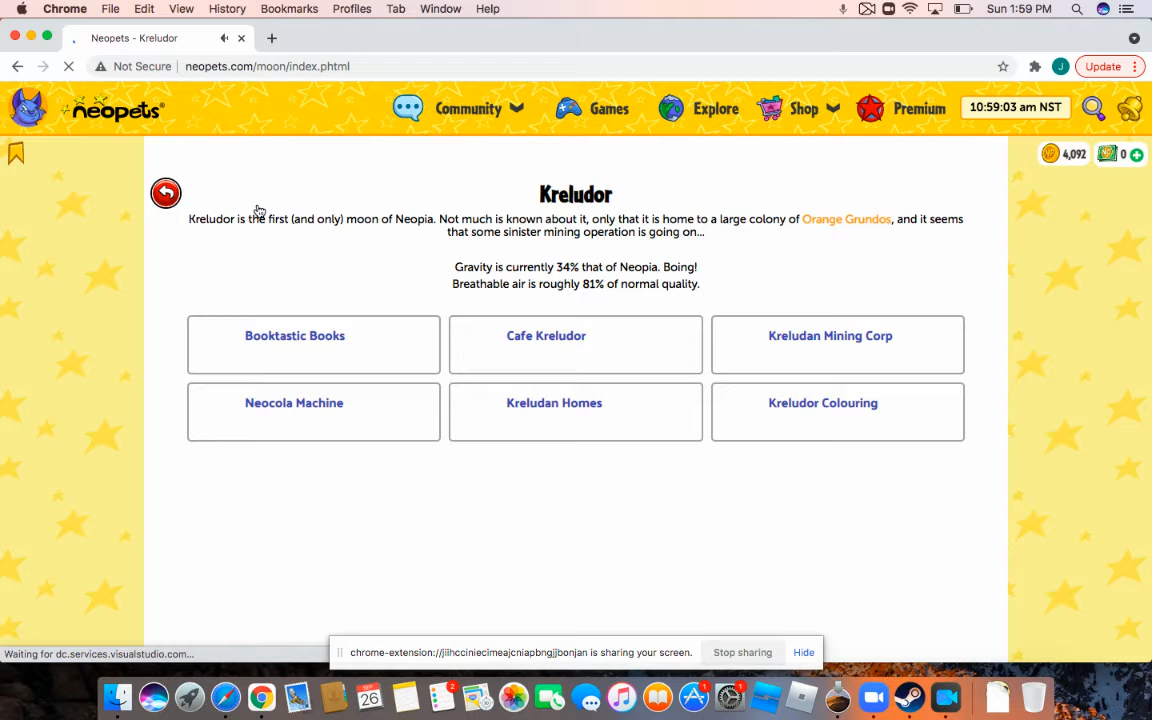 Chrome File Edit View History Bookmarks Profiles Tab Window Help Sun 1:59 PM
Neopets - Kreludor
Not Secure neopets.com/moon/index.phtml J Update
neopets® Community Games Explore Shop Premium 10:59:03 am NST
4,092 0
Kreludor
Kreludor is the first (and only) moon of Neopia. Not much is known about it, only that it is home to a large colony of Orange Grundos, and it seems
that some sinister mining operation is going on...
Gravity is currently 34% that of Neopia. Boing!
Breathable air is roughly 81% of normal quality.
Booktastic Books Cafe Kreludor Kreludan Mining Corp
Neocola Machine Kreludan Homes Kreludor Colouring
Waiting for dc.services.visualstudio.com...
chrome-extension://jiihcciniecimeajcniapbngjjbonjan is sharing your screen. Stop sharing Hide
26 2 1 1